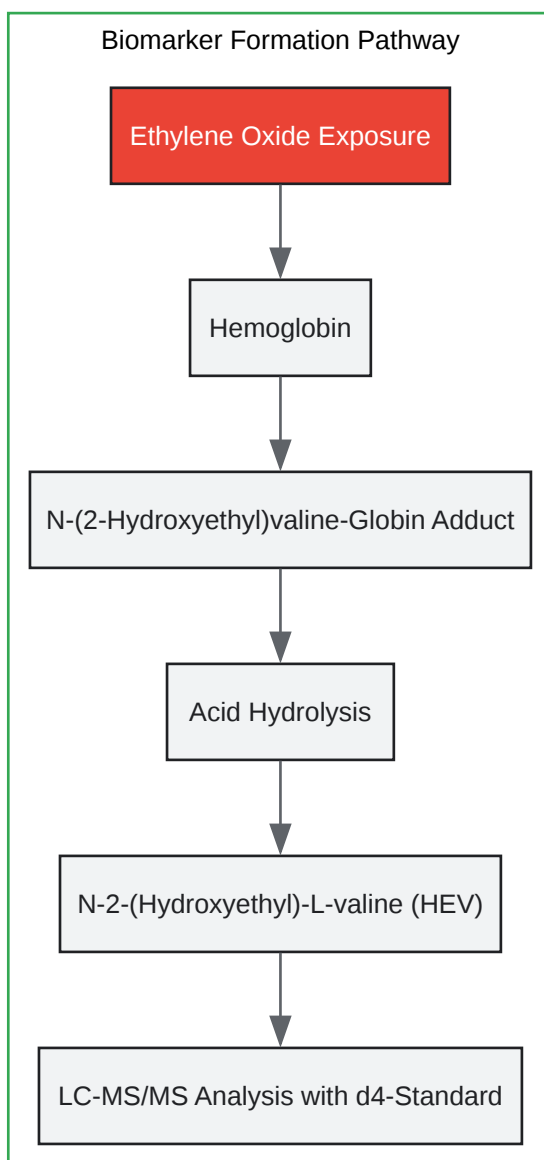 Biomarker Formation Pathway
Ethylene Oxide Exposure
Hemoglobin
N-(2-Hydroxyethyl)valine-Globin Adduct
Acid Hydrolysis
N-2-(Hydroxyethyl)-L-valine (HEV)
LC-MS/MS Analysis with d4-Standard